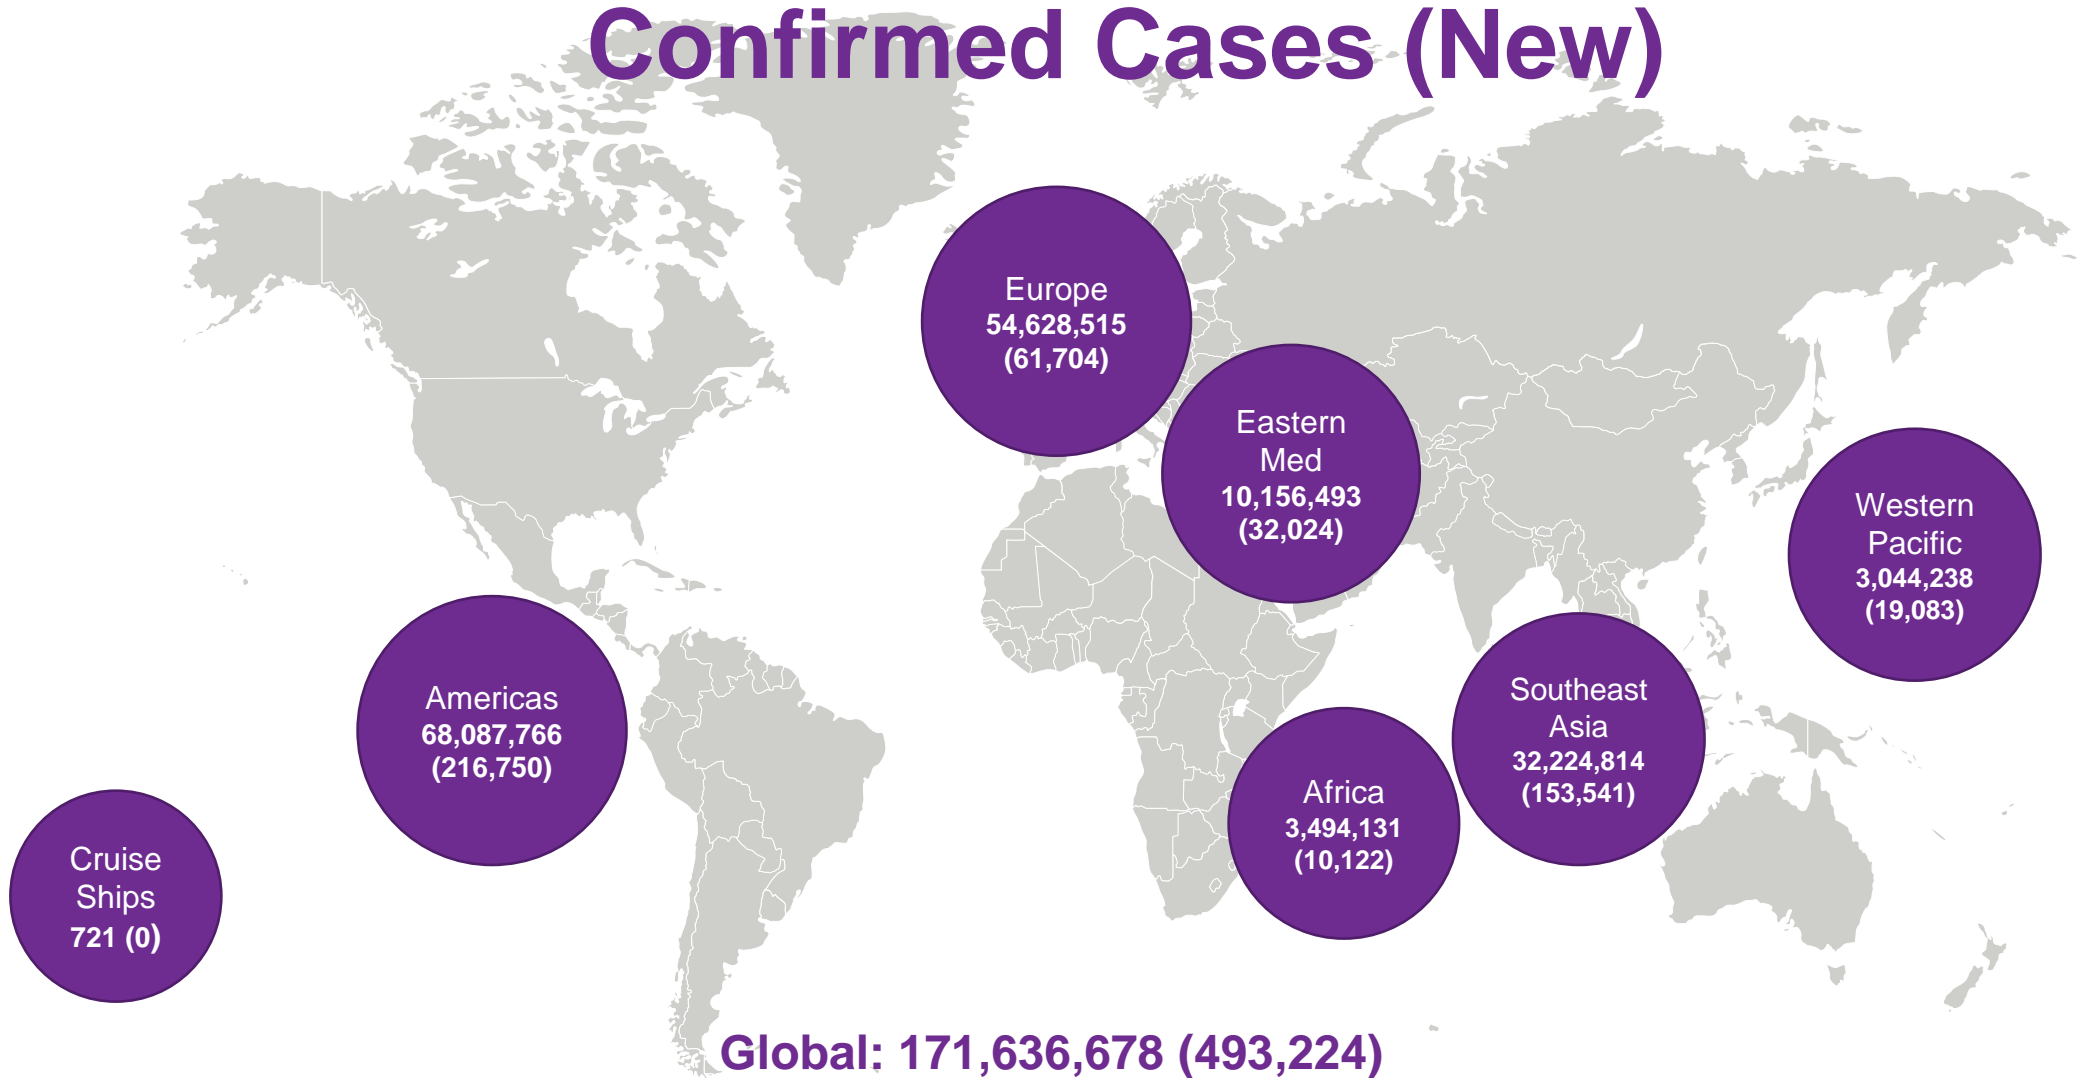 Confirmed Cases (New)
Europe
54,628,515
(61,704)
Eastern
Med
10,156,493
(32,024)
Western
Pacific
3,044,238
(19,083)
Americas
68,087,766
(216,750)
Southeast
Asia
32,224,814
(153,541)
Africa
3,494,131
(10,122)
Cruise
Ships
721 (0)
Global: 171,636,678 (493,224)